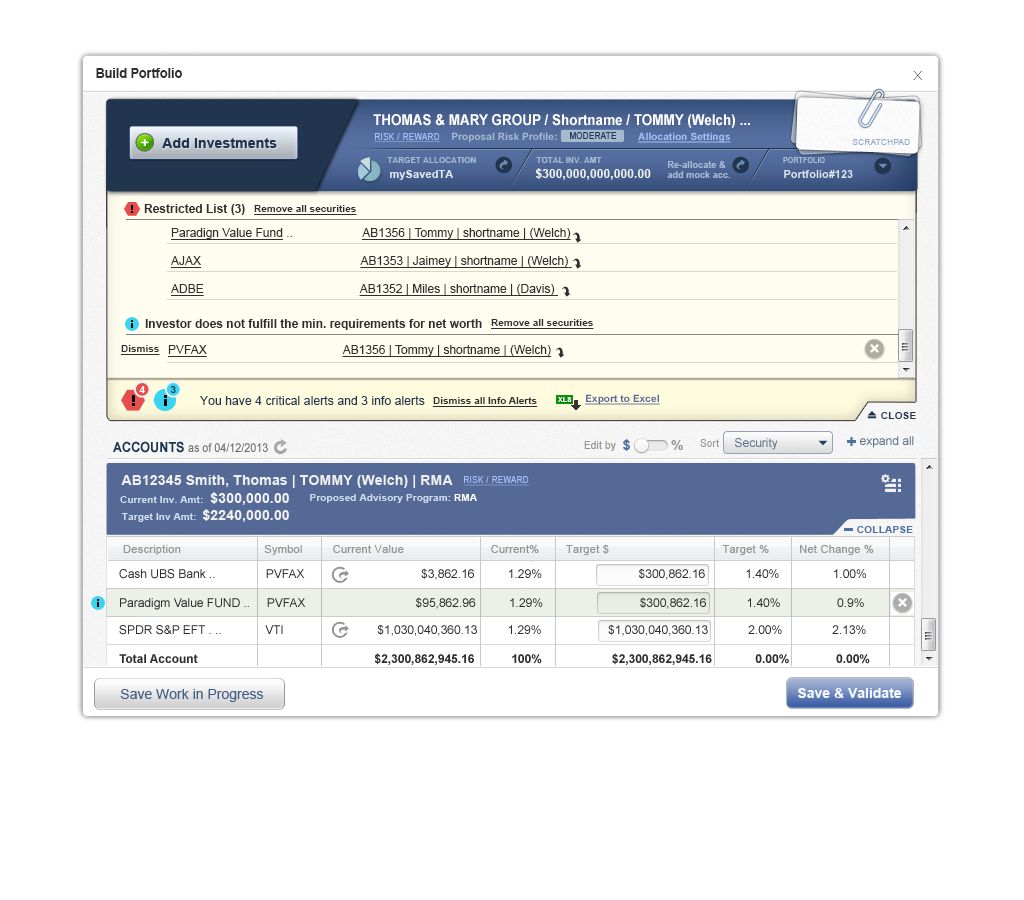 Build Portfolio
Add Investments
THOMAS & MARY GROUP / Shortname / TOMMY (Welch) ...
RISK / REWARD Proposal Risk Profile: MODERATE Allocation Settings
SCRATCHPAD
TARGET ALLOCATION
mySavedTA
TOTAL INV. AMT
$300,000,000,000.00
Re-allocate &
add mock acc.
PORTFOLIO
Portfolio#123
Restricted List (3) Remove all securities
Paradign Value Fund .. AB1356 | Tommy | shortname | (Welch)
AJAX AB1353 | Jaimey | shortname | (Welch)
ADBE AB1352 | Miles | shortname | (Davis)
Investor does not fulfill the min. requirements for net worth Remove all securities
Dismiss PVFAX AB1356 | Tommy | shortname | (Welch)
4 3
You have 4 critical alerts and 3 info alerts Dismiss all Info Alerts XLS Export to Excel
CLOSE
ACCOUNTS as of 04/12/2013 Edit by $ % Sort Security + expand all
AB12345 Smith, Thomas | TOMMY (Welch) | RMA RISK / REWARD
Current Inv. Amt: $300,000.00 Proposed Advisory Program: RMA
Target Inv Amt: $2240,000.00
COLLAPSE
Description Symbol Current Value Current% Target $ Target % Net Change %
Cash UBS Bank .. PVFAX $3,862.16 1.29% $300,862.16 1.40% 1.00%
Paradigm Value FUND .. PVFAX $95,862.96 1.29% $300,862.16 1.40% 0.9%
SPDR S&P EFT . .. VTI $1,030,040,360.13 1.29% $1,030,040,360.13 2.00% 2.13%
Total Account $2,300,862,945.16 100% $2,300,862,945.16 0.00% 0.00%
Save Work in Progress Save & Validate